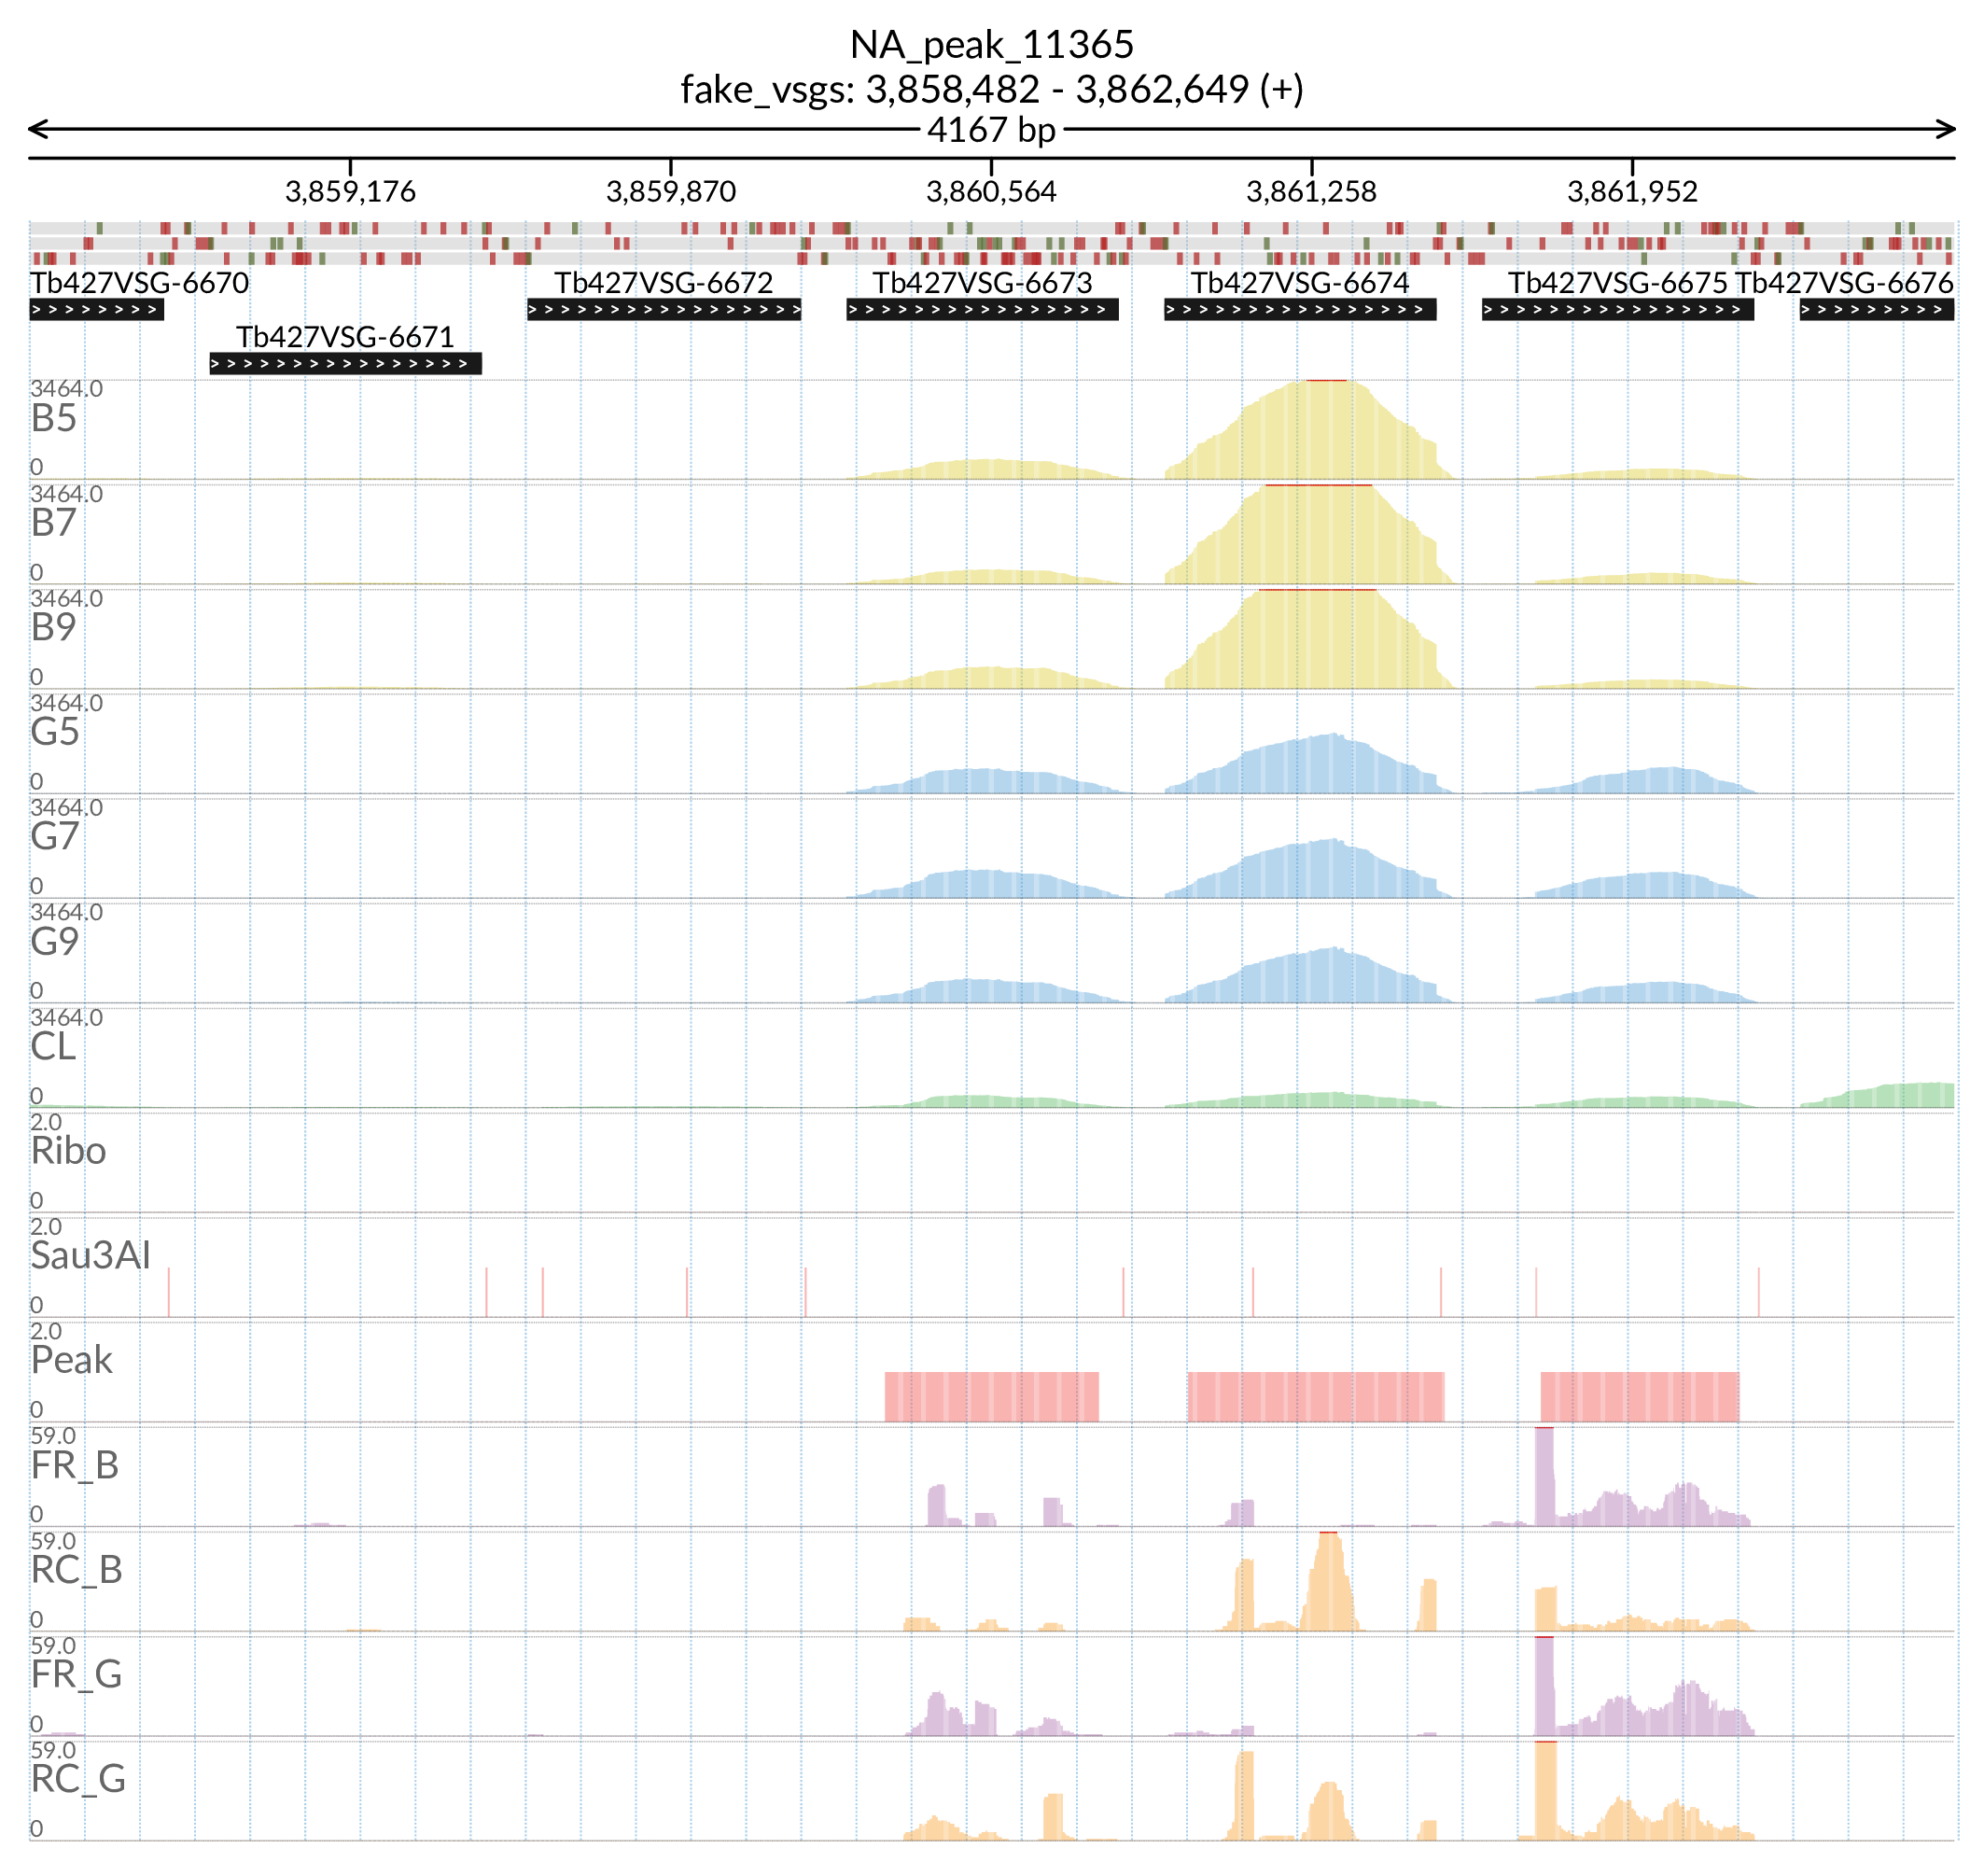 NA_peak_11365
fake_vsgs: 3,858,482 - 3,862,649 (+)
4167 bp
3,859,176 3,859,870 3,860,564 3,861,258 3,861,952
Tb427VSG-6670 Tb427VSG-6672 Tb427VSG-6673 Tb427VSG-6674 Tb427VSG-6675 Tb427VSG-6676
Tb427VSG-6671
3464.0
B5
0
3464.0
B7
0
3464.0
B9
0
3464.0
G5
0
3464.0
G7
0
3464.0
G9
0
3464.0
CL
0
2.0
Ribo
0
2.0
Sau3AI
0
2.0
Peak
0
59.0
FR_B
0
59.0
RC_B
0
59.0
FR_G
0
59.0
RC_G
0